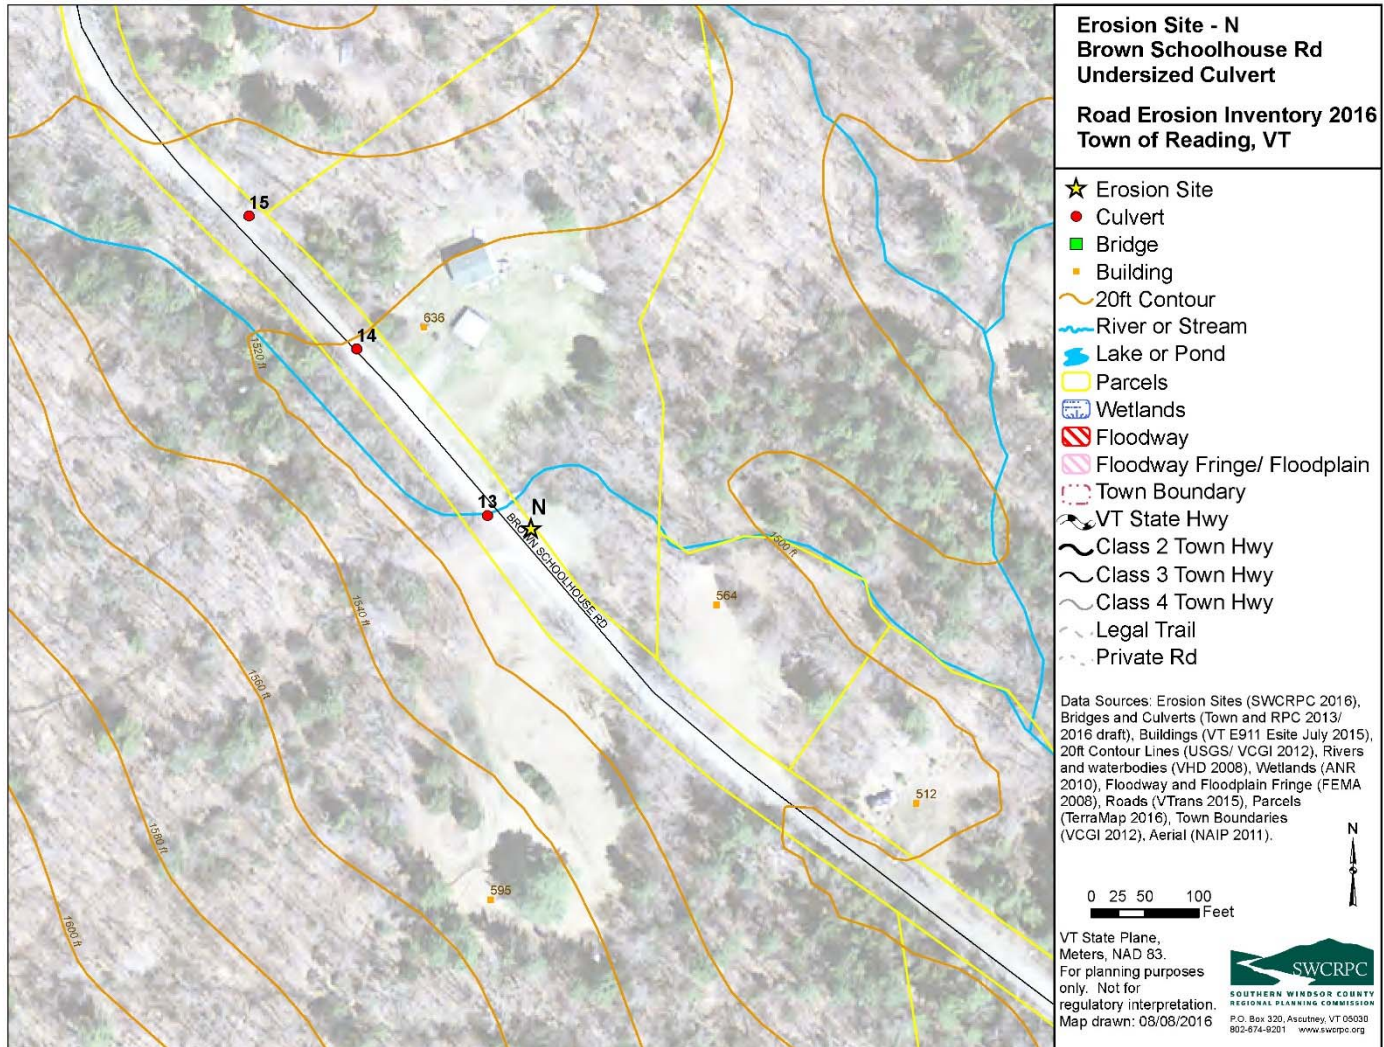 Erosion Site - N
Brown Schoolhouse Rd
Undersized Culvert
Road Erosion Inventory 2016
Town of Reading, VT
Erosion Site
Culvert
Bridge
Building
20ft Contour
River or Stream
Lake or Pond
Parcels
Wetlands
Floodway
Floodway Fringe/ Floodplain
Town Boundary
VT State Hwy
Class 2 Town Hwy
Class 3 Town Hwy
Class 4 Town Hwy
Legal Trail
Private Rd
Data Sources: Erosion Sites (SWCRPC 2016),
Bridges and Culverts (Town and RPC 2013/
2016 draft), Buildings (VT E911 Esite July 2015),
20ft Contour Lines (USGS/ VCGI 2012), Rivers
and waterbodies (VHD 2008), Wetlands (ANR
2010), Floodway and Floodplain Fringe (FEMA
2008), Roads (VTrans 2015), Parcels
(TerraMap 2016), Town Boundaries
(VCGI 2012), Aerial (NAIP 2011).
N
0 25 50 100
Feet
VT State Plane,
Meters, NAD 83.
For planning purposes
only. Not for
regulatory interpretation.
Map drawn: 08/08/2016
SWCRPC
SOUTHERN WINDSOR COUNTY
REGIONAL PLANNING COMMISSION
P.O. Box 320, Ascutney, VT 05030
802-674-9201 www.swcrpc.org
15
14
636
1520 ft
13
N
BROWN SCHOOLHOUSE RD
1500 ft
564
1540 ft
1560 ft
512
1580 ft
595
1600 ft